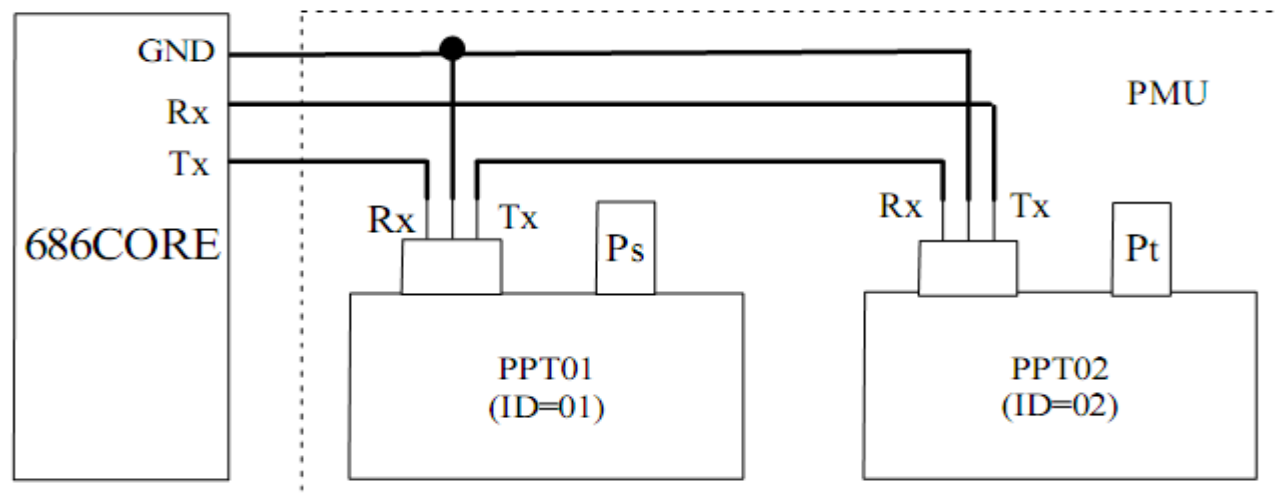 GND
PMU
Rx
Tx
Rx
Tx
Rx
Tx
686CORE
Ps
Pt
PPT01
(ID=01)
PPT02
(ID=02)